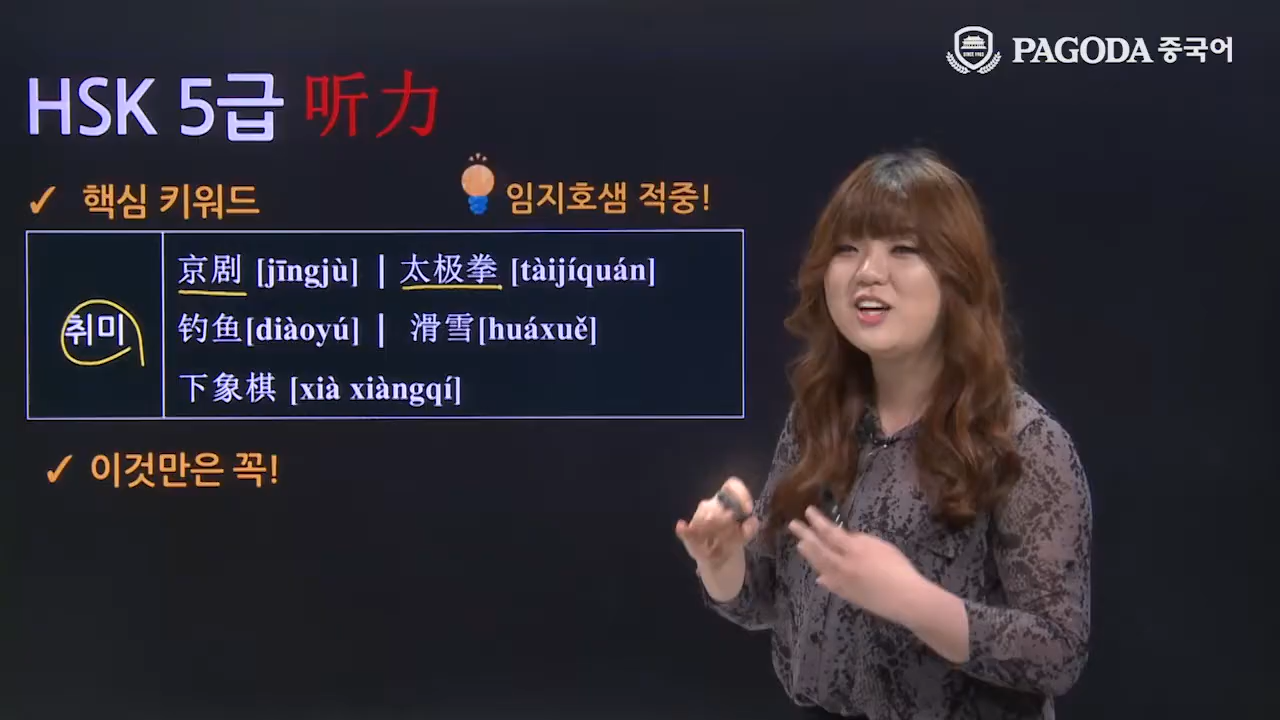 PAGODA 중국어
HSK 5급 听力
✓ 핵심 키워드
임지호샘 적중!
취미
京剧 [jīngjù] | 太极拳 [tàijíquán]
钓鱼[diàoyú] | 滑雪[huáxuě]
下象棋 [xià xiàngqí]
✓ 이것만은 꼭!